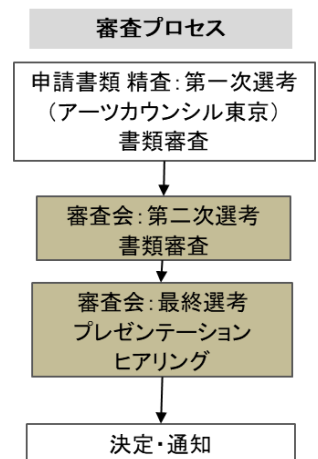 審査プロセス
申請書類 精査：第一次選考
（アーツカウンシル東京）
書類審査
審査会：第二次選考
書類審査
審査会：最終選考
プレゼンテーション
ヒアリング
決定・通知